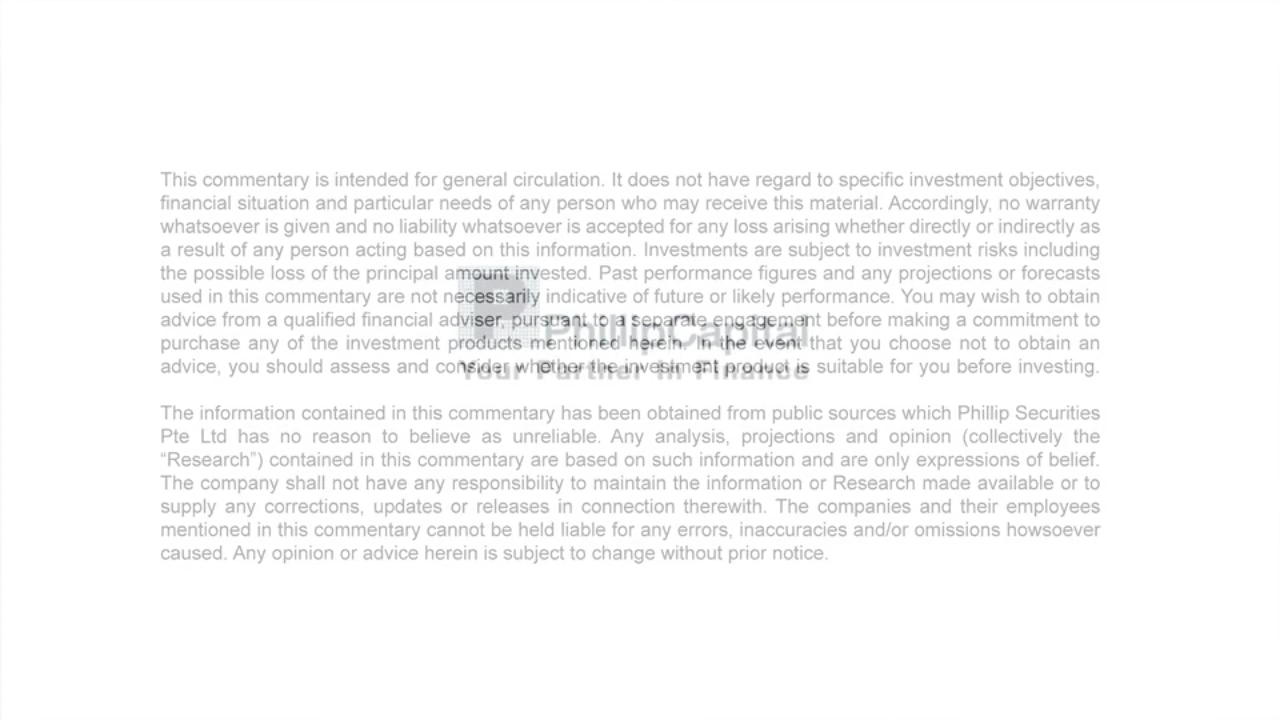 This commentary is intended for general circulation. It does not have regard to specific investment objectives,
financial situation and particular needs of any person who may receive this material. Accordingly, no warranty
whatsoever is given and no liability whatsoever is accepted for any loss arising whether directly or indirectly as
a result of any person acting based on this information. Investments are subject to investment risks including
the possible loss of the principal amount invested. Past performance figures and any projections or forecasts
used in this commentary are not necessarily indicative of future or likely performance. You may wish to obtain
advice from a qualified financial adviser, pursuant to a separate engagement before making a commitment to
purchase any of the investment products mentioned herein. In the event that you choose not to obtain an
advice, you should assess and consider whether the investment product is suitable for you before investing.
PhillipCapital
Your Partner In Finance
The information contained in this commentary has been obtained from public sources which Phillip Securities
Pte Ltd has no reason to believe as unreliable. Any analysis, projections and opinion (collectively the
“Research”) contained in this commentary are based on such information and are only expressions of belief.
The company shall not have any responsibility to maintain the information or Research made available or to
supply any corrections, updates or releases in connection therewith. The companies and their employees
mentioned in this commentary cannot be held liable for any errors, inaccuracies and/or omissions howsoever
caused. Any opinion or advice herein is subject to change without prior notice.